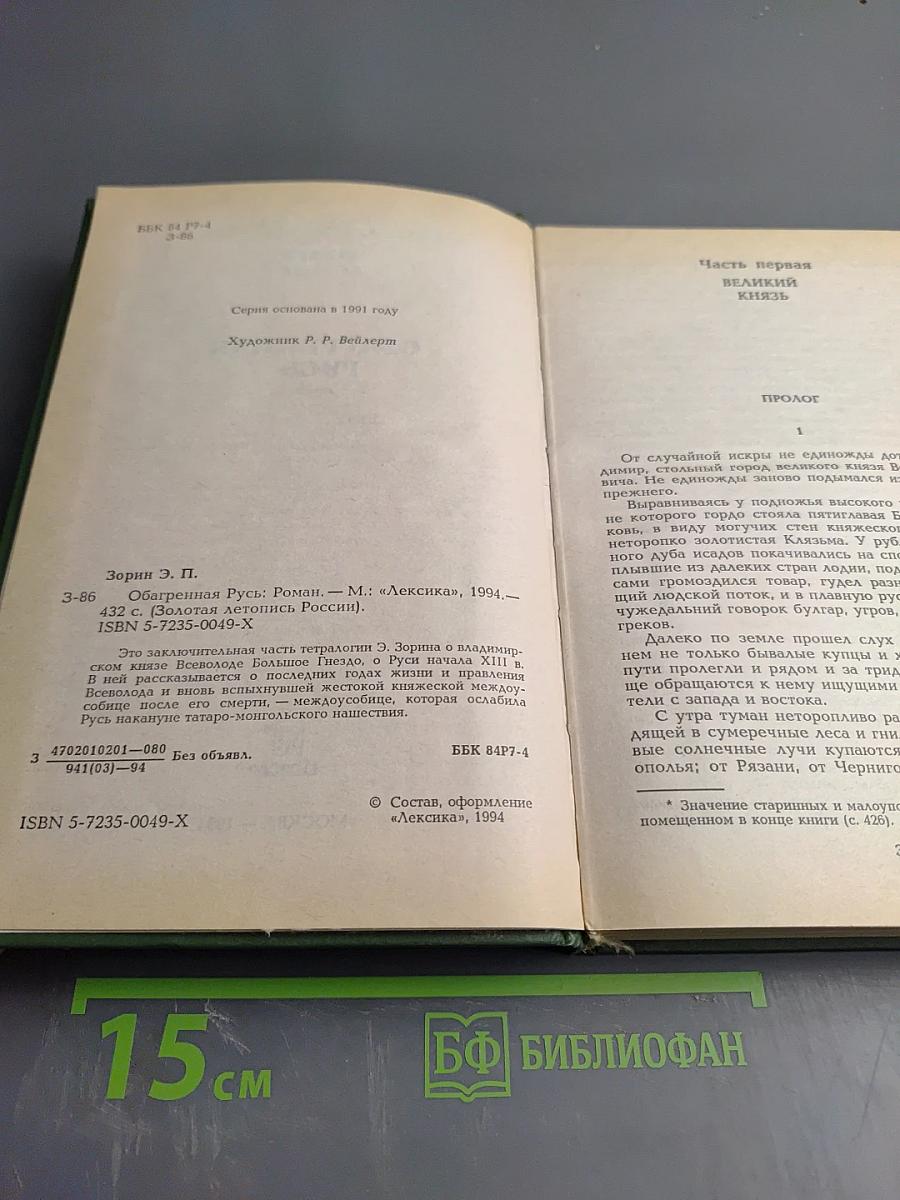 ББК 84 Р7-4
З-86
Серия основана в 1991 году
Художник Р. Р. Вейлерт
Зорин Э. П.
З-86 Обагренная Русь: Роман. — М.: «Лексика», 1994.—
432 с. (Золотая летопись России).
ISBN 5-7235-0049-X
Это заключительная часть тетралогии Э. Зорина о владимир-
ском князе Всеволоде Большое Гнездо, о Руси начала XIII в.
В ней рассказывается о последних годах жизни и правления
Всеволода и вновь вспыхнувшей жестокой княжеской междоу-
собице после его смерти, — междоусобице, которая ослабила
Русь накануне татаро-монгольского нашествия.
З 4702010201—080 Без объявл. ББК 84Р7-4
941(03)—94
© Состав, оформление
ISBN 5-7235-0049-X «Лексика», 1994
Часть первая
ВЕЛИКИЙ
КНЯЗЬ
ПРОЛОГ
1
От случайной искры не единожды дот
димир, стольный город великого князя Вс
вича. Не единожды заново подымался из
прежнего.
Выравниваясь у подножья высокого
не которого гордо стояла пятиглавая Б
ковь, в виду могучих стен княжеског
неторопко золотистая Клязьма. У рубл
ного дуба исадов покачивались на спо
плывшие из далеких стран лодии, под
сами громоздился товар, гудел разн
щий людской поток, и в плавную рус
чужедальний говорок булгар, угров,
греков.
Далеко по земле прошел слух
нем не только бывалые купцы и у
пути пролегли и рядом и за трид
ще обращаются к нему ищущими
тели с запада и востока.
С утра туман неторопливо ра
дящей в сумеречные леса и гни
вые солнечные лучи купаются
ополья; от Рязани, от Черниго
* Значение старинных и малоупо
помещенном в конце книги (с. 426).
15 см
БФ БИБЛИОФАН